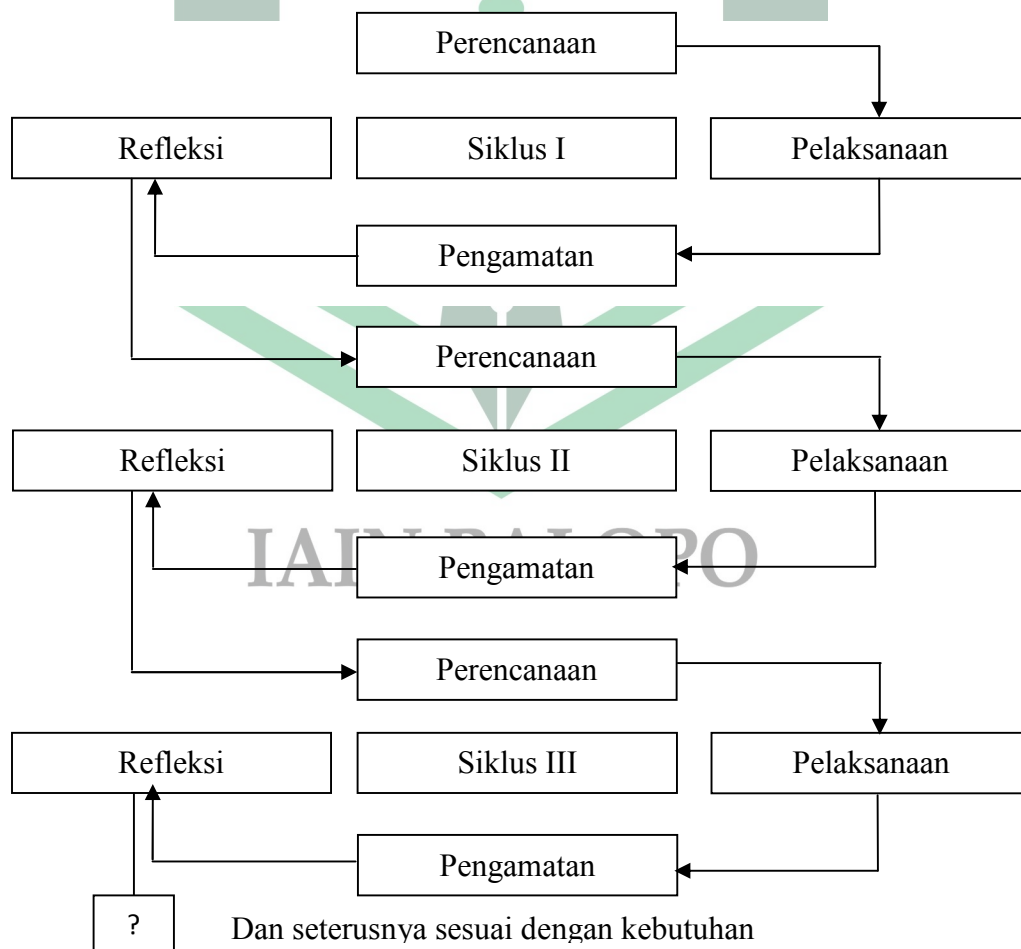 Perencanaan
Refleksi
Siklus I
Pelaksanaan
Pengamatan
Perencanaan
Refleksi
Siklus II
Pelaksanaan
IAIN PALOPO
Pengamatan
Perencanaan
Refleksi
Siklus III
Pelaksanaan
Pengamatan
?
Dan seterusnya sesuai dengan kebutuhan